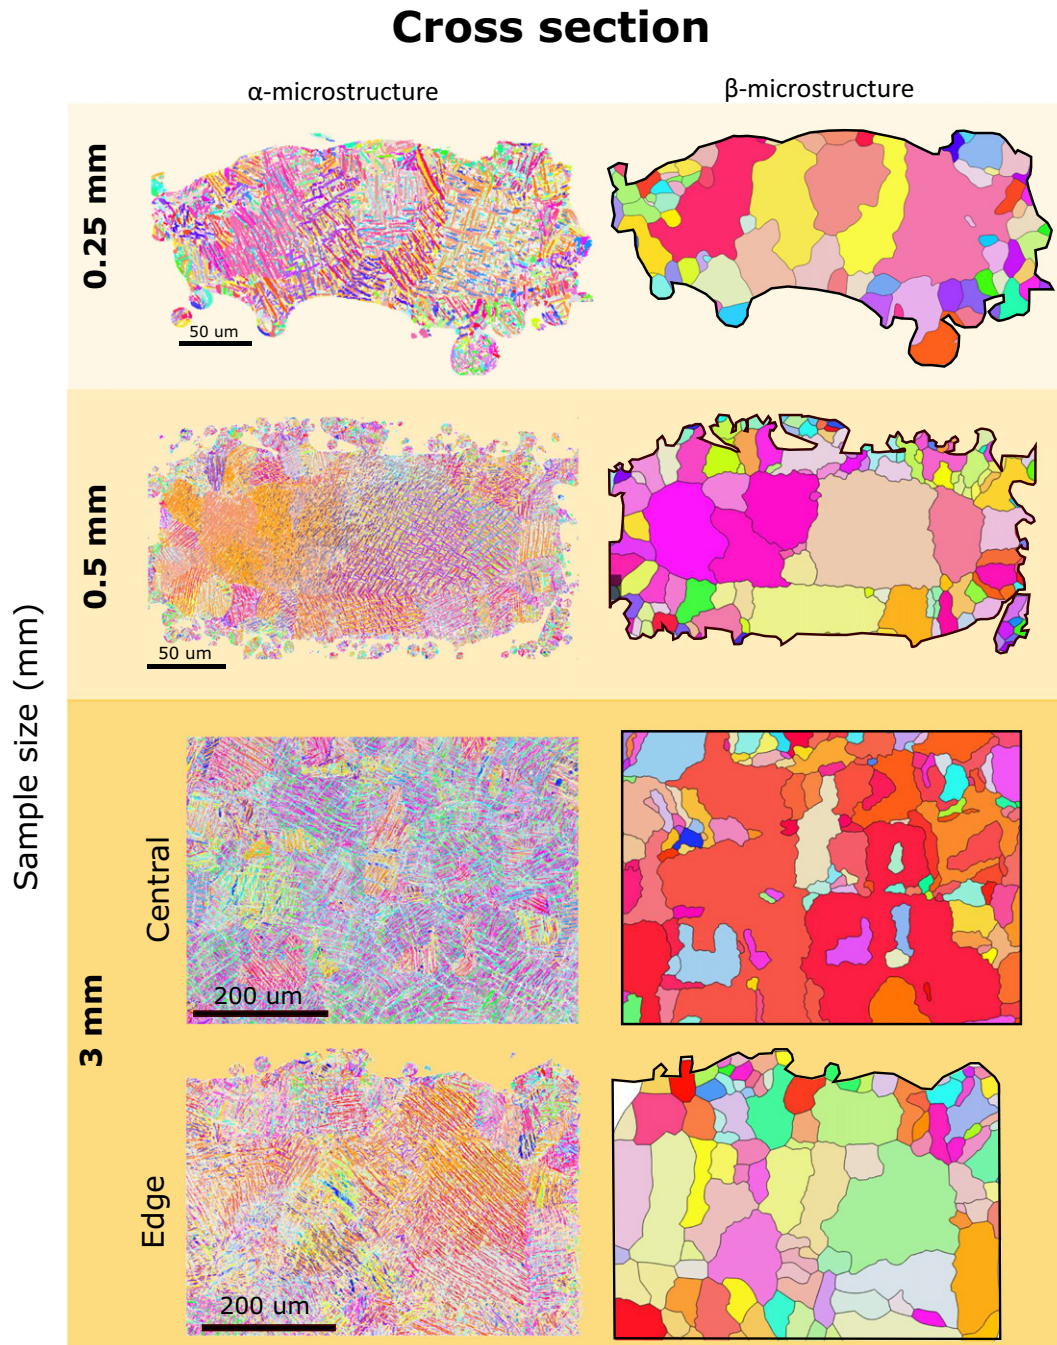 Cross section
α-microstructure
β-microstructure
0.25 mm
50 um
0.5 mm
50 um
Sample size (mm)
3 mm
Central
200 um
Edge
200 um